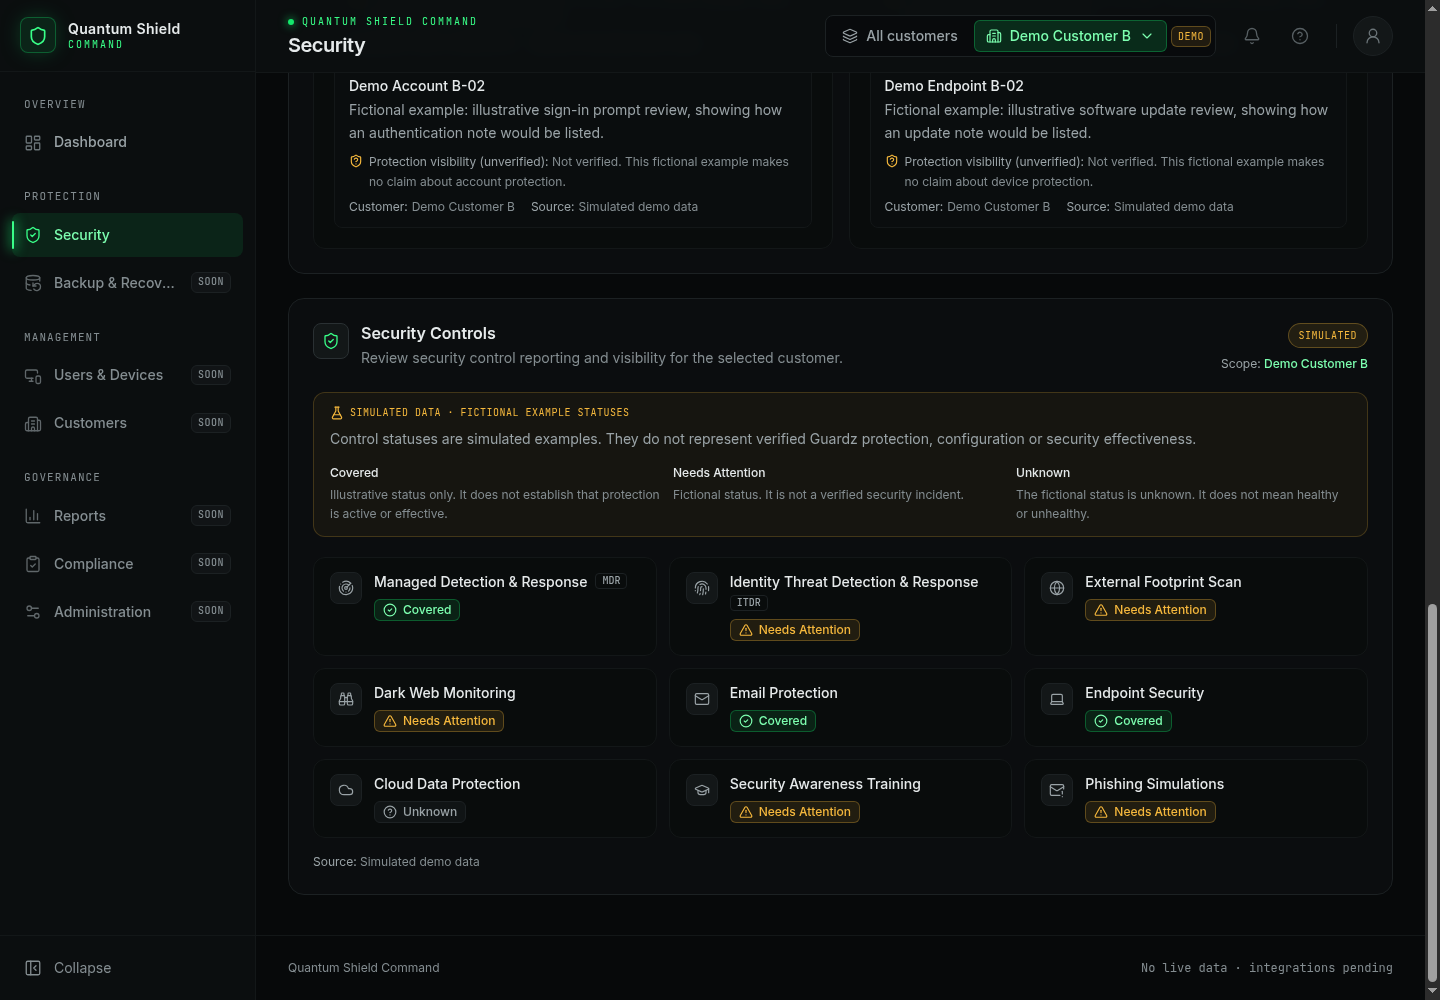 Quantum Shield
COMMAND
OVERVIEW
Dashboard
PROTECTION
Security
Backup & Recov... SOON
MANAGEMENT
Users & Devices SOON
Customers SOON
GOVERNANCE
Reports SOON
Compliance SOON
Administration SOON
Collapse
QUANTUM SHIELD COMMAND
Security
All customers
Demo Customer B
DEMO
Demo Account B-02
Fictional example: illustrative sign-in prompt review, showing how
an authentication note would be listed.
Protection visibility (unverified): Not verified. This fictional example makes
no claim about account protection.
Customer: Demo Customer B Source: Simulated demo data
Demo Endpoint B-02
Fictional example: illustrative software update review, showing how
an update note would be listed.
Protection visibility (unverified): Not verified. This fictional example makes
no claim about device protection.
Customer: Demo Customer B Source: Simulated demo data
Security Controls
Review security control reporting and visibility for the selected customer.
SIMULATED
Scope: Demo Customer B
SIMULATED DATA · FICTIONAL EXAMPLE STATUSES
Control statuses are simulated examples. They do not represent verified Guardz protection, configuration or security effectiveness.
Covered
Illustrative status only. It does not establish that protection
is active or effective.
Needs Attention
Fictional status. It is not a verified security incident.
Unknown
The fictional status is unknown. It does not mean healthy
or unhealthy.
Managed Detection & Response MDR
Covered
Identity Threat Detection & Response
ITDR
Needs Attention
External Footprint Scan
Needs Attention
Dark Web Monitoring
Needs Attention
Email Protection
Covered
Endpoint Security
Covered
Cloud Data Protection
Unknown
Security Awareness Training
Needs Attention
Phishing Simulations
Needs Attention
Source: Simulated demo data
Quantum Shield Command
No live data · integrations pending